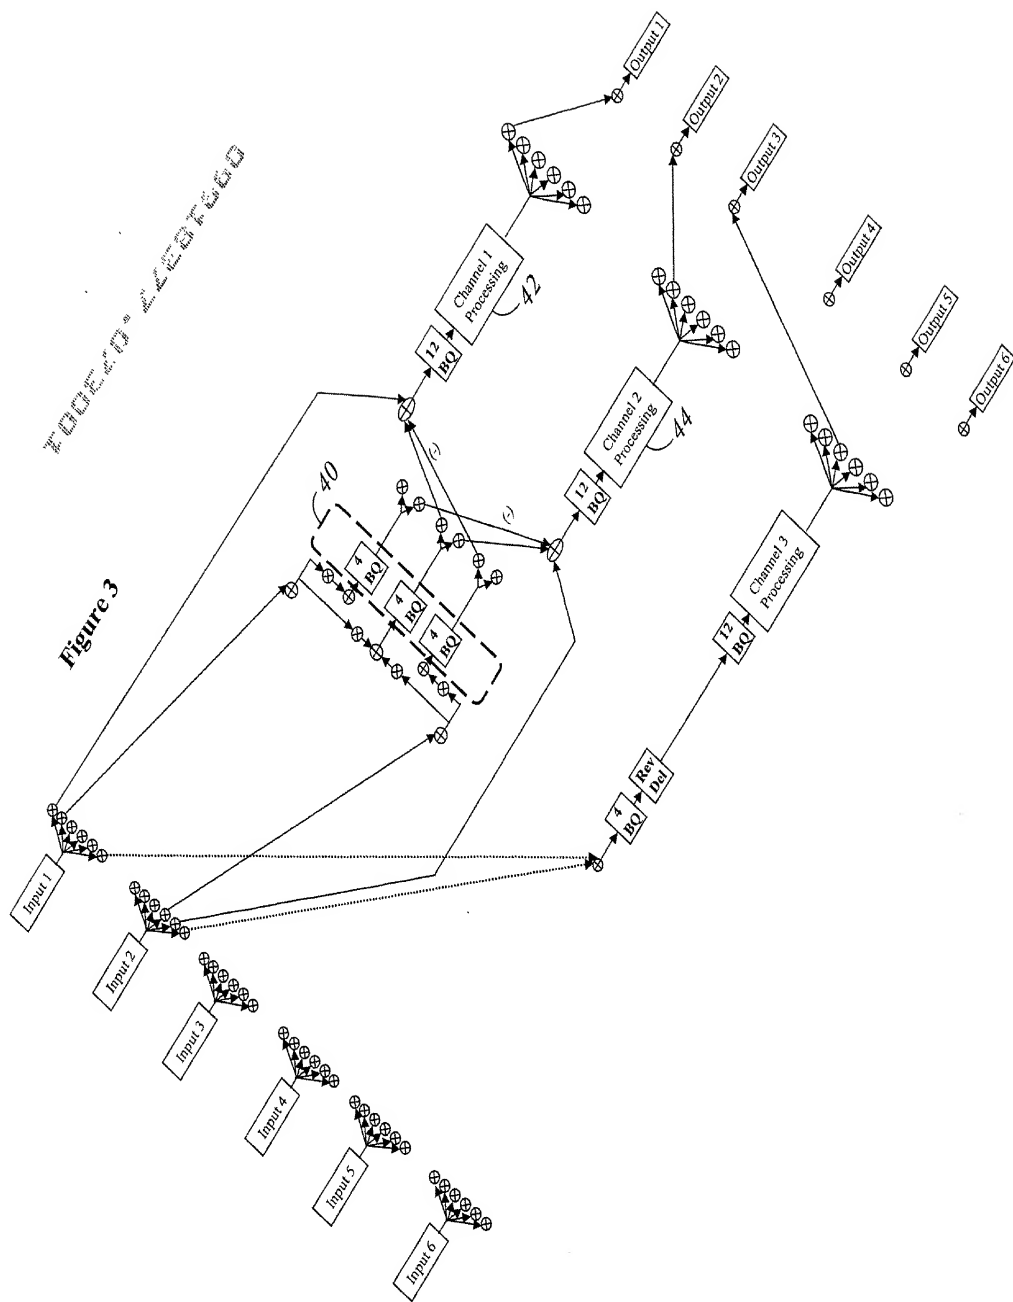 Figure 3
Input 1
Input 2
Input 3
Input 4
Input 5
Input 6
40
4
BQ
4
BQ
4
BQ
(-)
(-)
12
BQ
Channel 1
Processing
42
12
BQ
Channel 2
Processing
44
4
BQ
Rev
Del
12
BQ
Channel 3
Processing
Output 1
Output 2
Output 3
Output 4
Output 5
Output 6